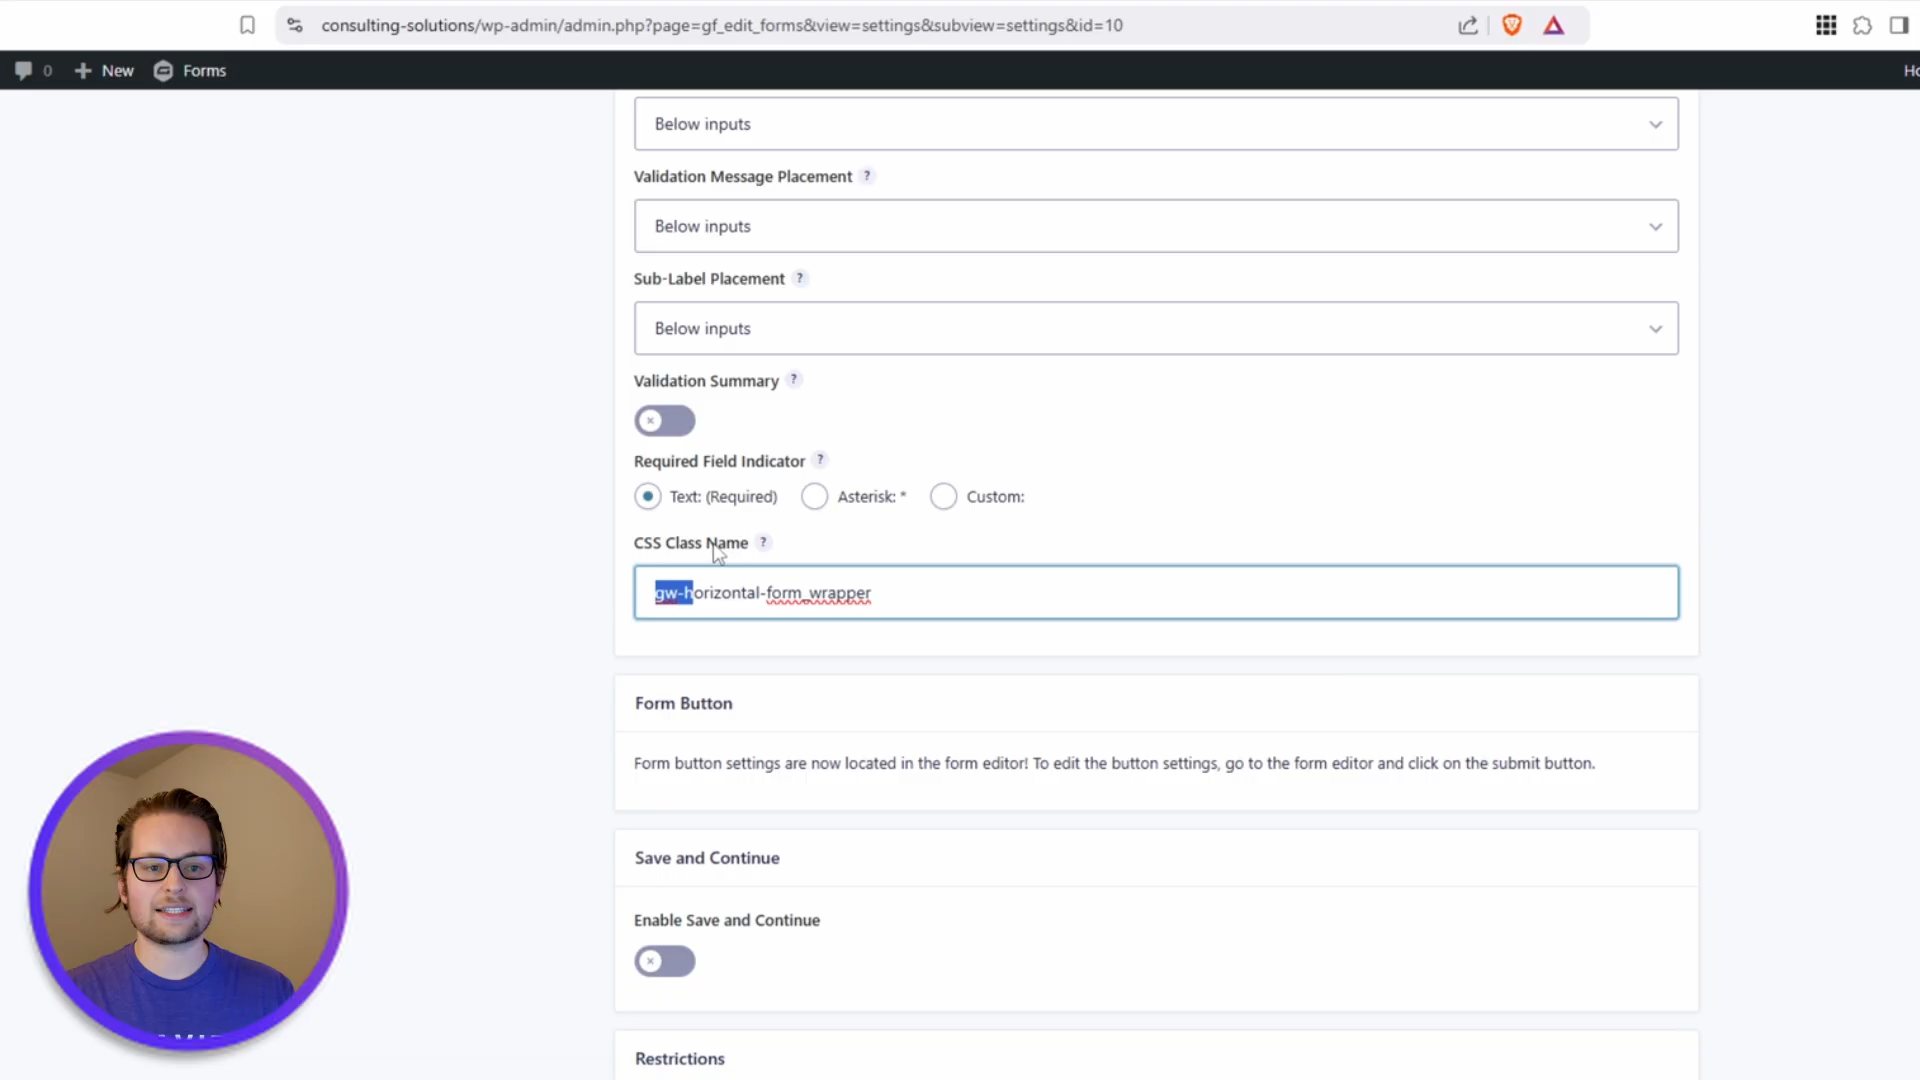 consulting-solutions/wp-admin/admin.php?page=gf_edit_forms&view=settings&subview=settings&id=10
0 New Forms Ho
Below inputs
Validation Message Placement ?
Below inputs
Sub-Label Placement ?
Below inputs
Validation Summary ?
Required Field Indicator ?
Text: (Required) Asterisk: * Custom:
CSS Class Name ?
gw-horizontal-form_wrapper
Form Button
Form button settings are now located in the form editor! To edit the button settings, go to the form editor and click on the submit button.
Save and Continue
Enable Save and Continue
Restrictions